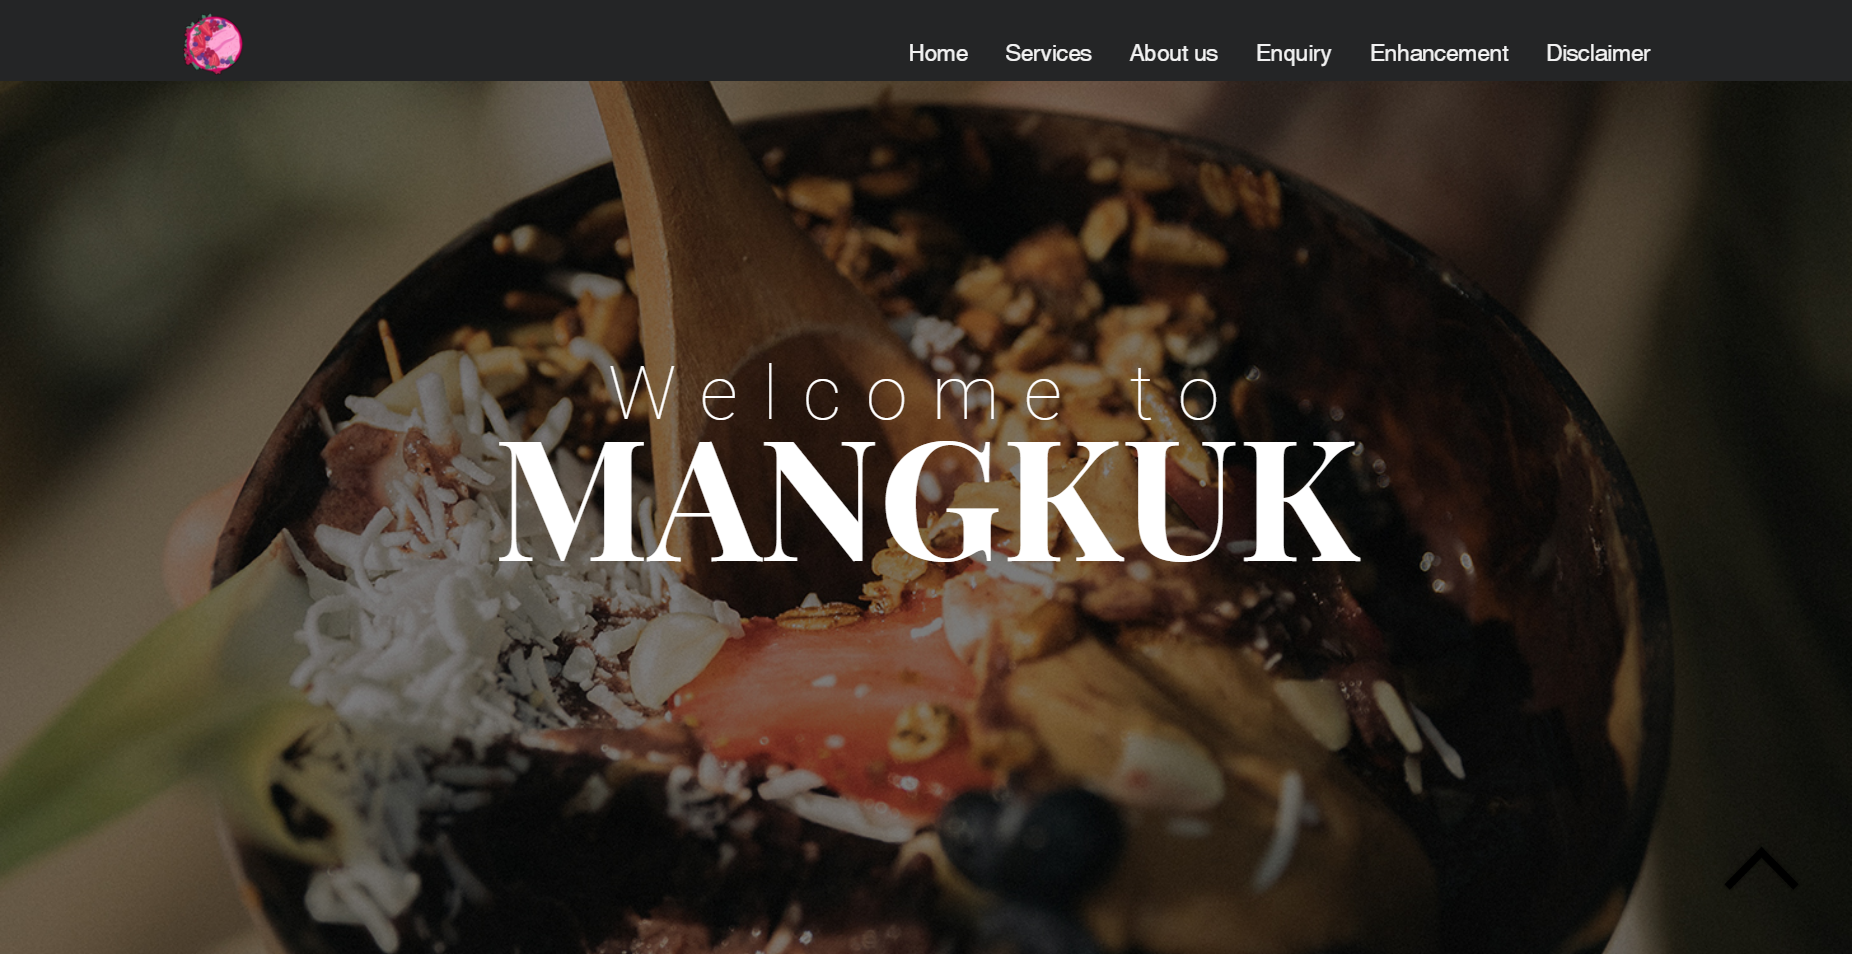 Home Services About us Enquiry Enhancement Disclaimer
Welcome to
MANGKUK